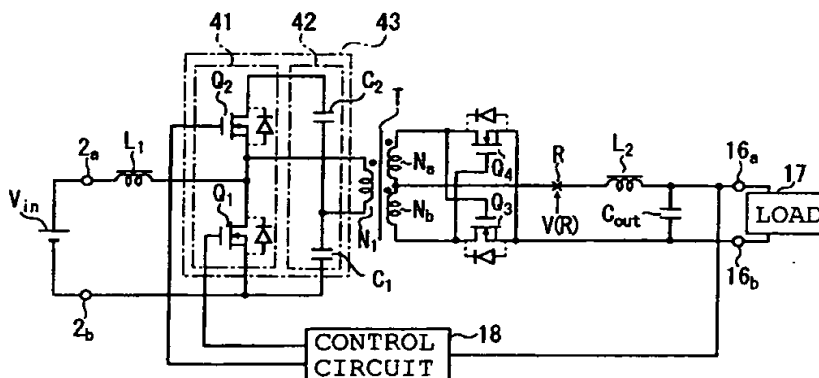 41
42
43
Q2
C2
T
2a
L1
Na
Q4
R
L2
16a
17
Vin
Q1
N1
Nb
Q3
V(R)
Cout
LOAD
C1
2b
16b
18
CONTROL
CIRCUIT